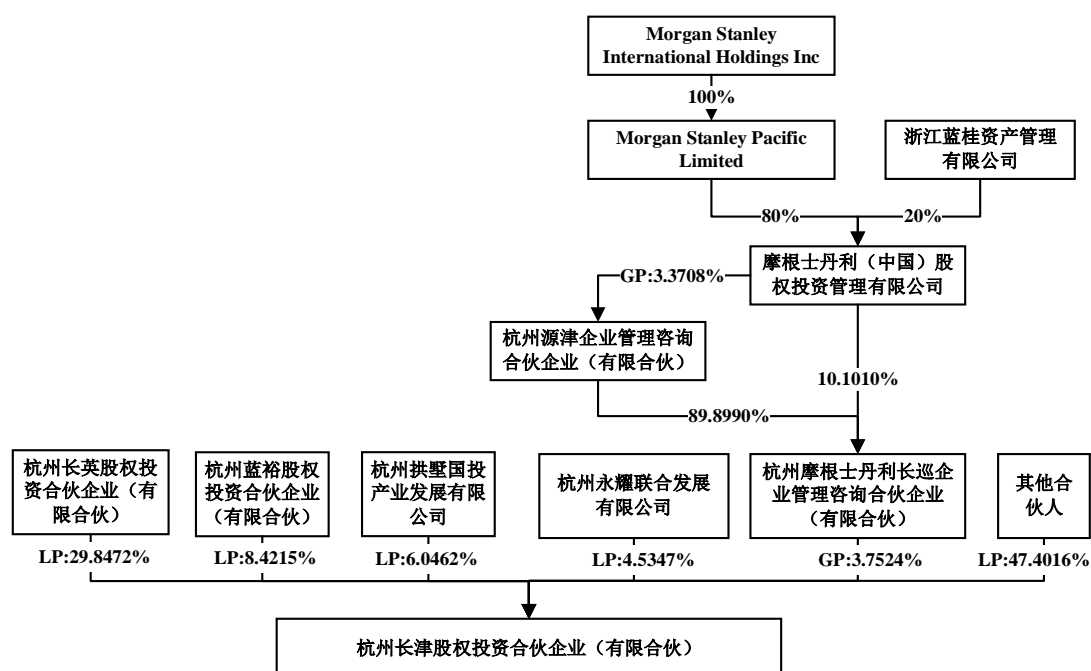 Morgan Stanley
International Holdings Inc
100%
Morgan Stanley Pacific
Limited
浙江蓝桂资产管理
有限公司
80%
20%
摩根士丹利（中国）股
权投资管理有限公司
GP:3.3708%
杭州源津企业管理咨询
合伙企业（有限合伙）
10.1010%
89.8990%
杭州长英股权投
资合伙企业（有
限合伙）
杭州蓝裕股权
投资合伙企业
（有限合伙）
杭州拱墅国投
产业发展有限
公司
杭州永耀联合发展
有限公司
杭州摩根士丹利长巡企
业管理咨询合伙企业
（有限合伙）
其他合
伙人
LP:29.8472%
LP:8.4215%
LP:6.0462%
LP:4.5347%
GP:3.7524%
LP:47.4016%
杭州长津股权投资合伙企业（有限合伙）